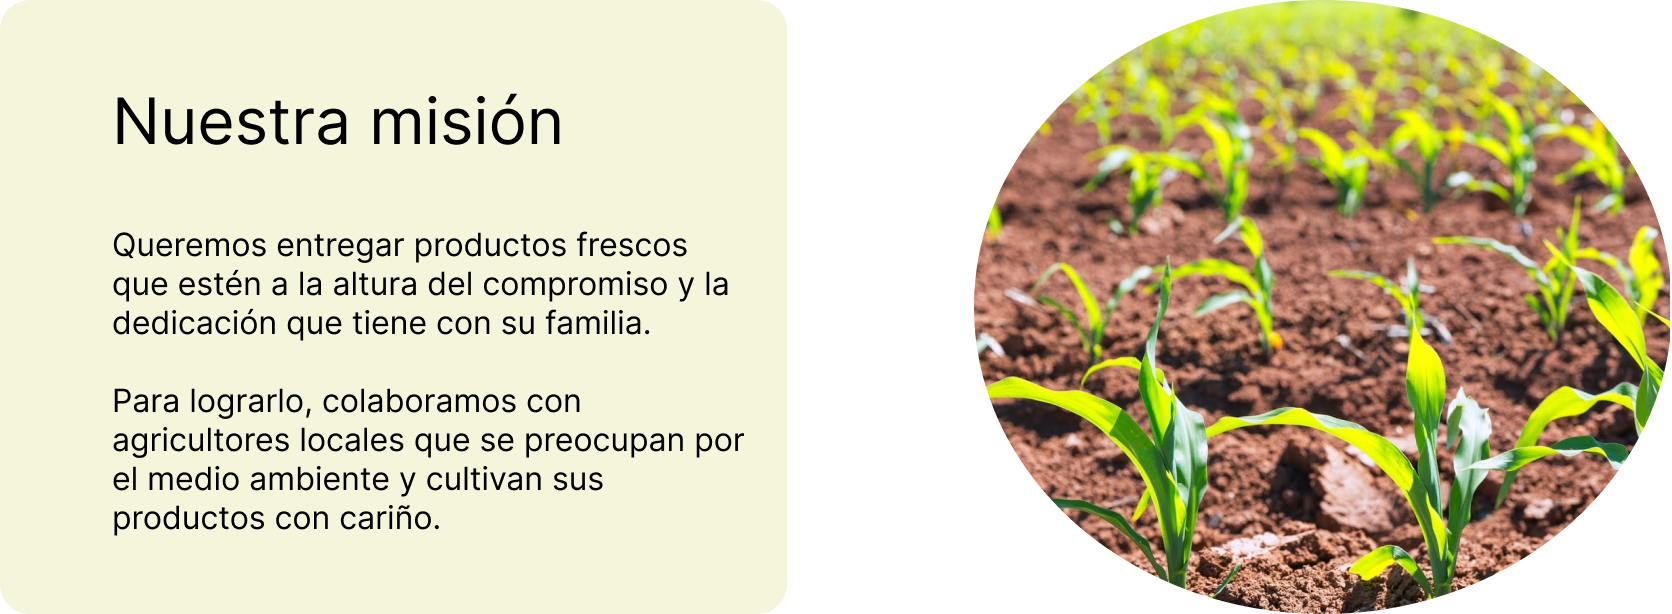 Nuestra misión
Queremos entregar productos frescos
que estén a la altura del compromiso y la
dedicación que tiene con su familia.
Para lograrlo, colaboramos con
agricultores locales que se preocupan por
el medio ambiente y cultivan sus
productos con cariño.